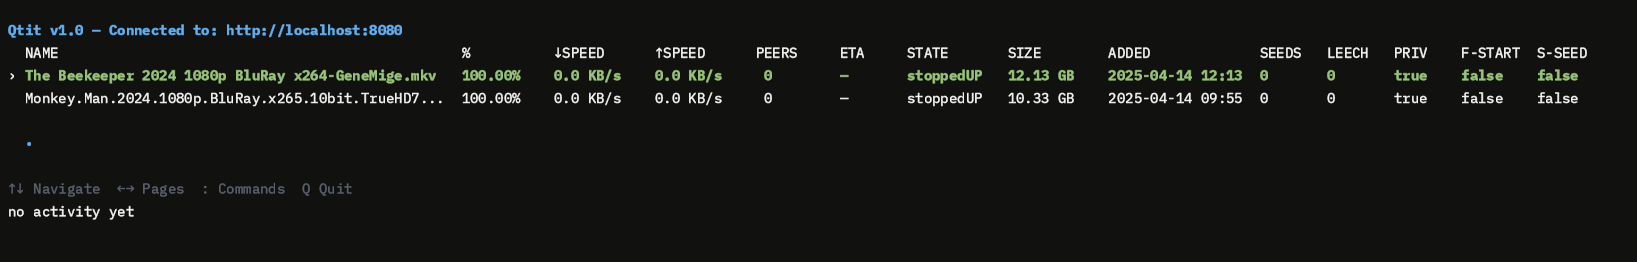 Qtit v1.0 — Connected to: http://localhost:8080
NAME % ↓SPEED ↑SPEED PEERS ETA STATE SIZE ADDED SEEDS LEECH PRIV F-START S-SEED
› The Beekeeper 2024 1080p BluRay x264-GeneMige.mkv 100.00% 0.0 KB/s 0.0 KB/s 0 — stoppedUP 12.13 GB 2025-04-14 12:13 0 0 true false false
Monkey.Man.2024.1080p.BluRay.x265.10bit.TrueHD7... 100.00% 0.0 KB/s 0.0 KB/s 0 — stoppedUP 10.33 GB 2025-04-14 09:55 0 0 true false false
↑↓ Navigate ←→ Pages : Commands Q Quit
no activity yet